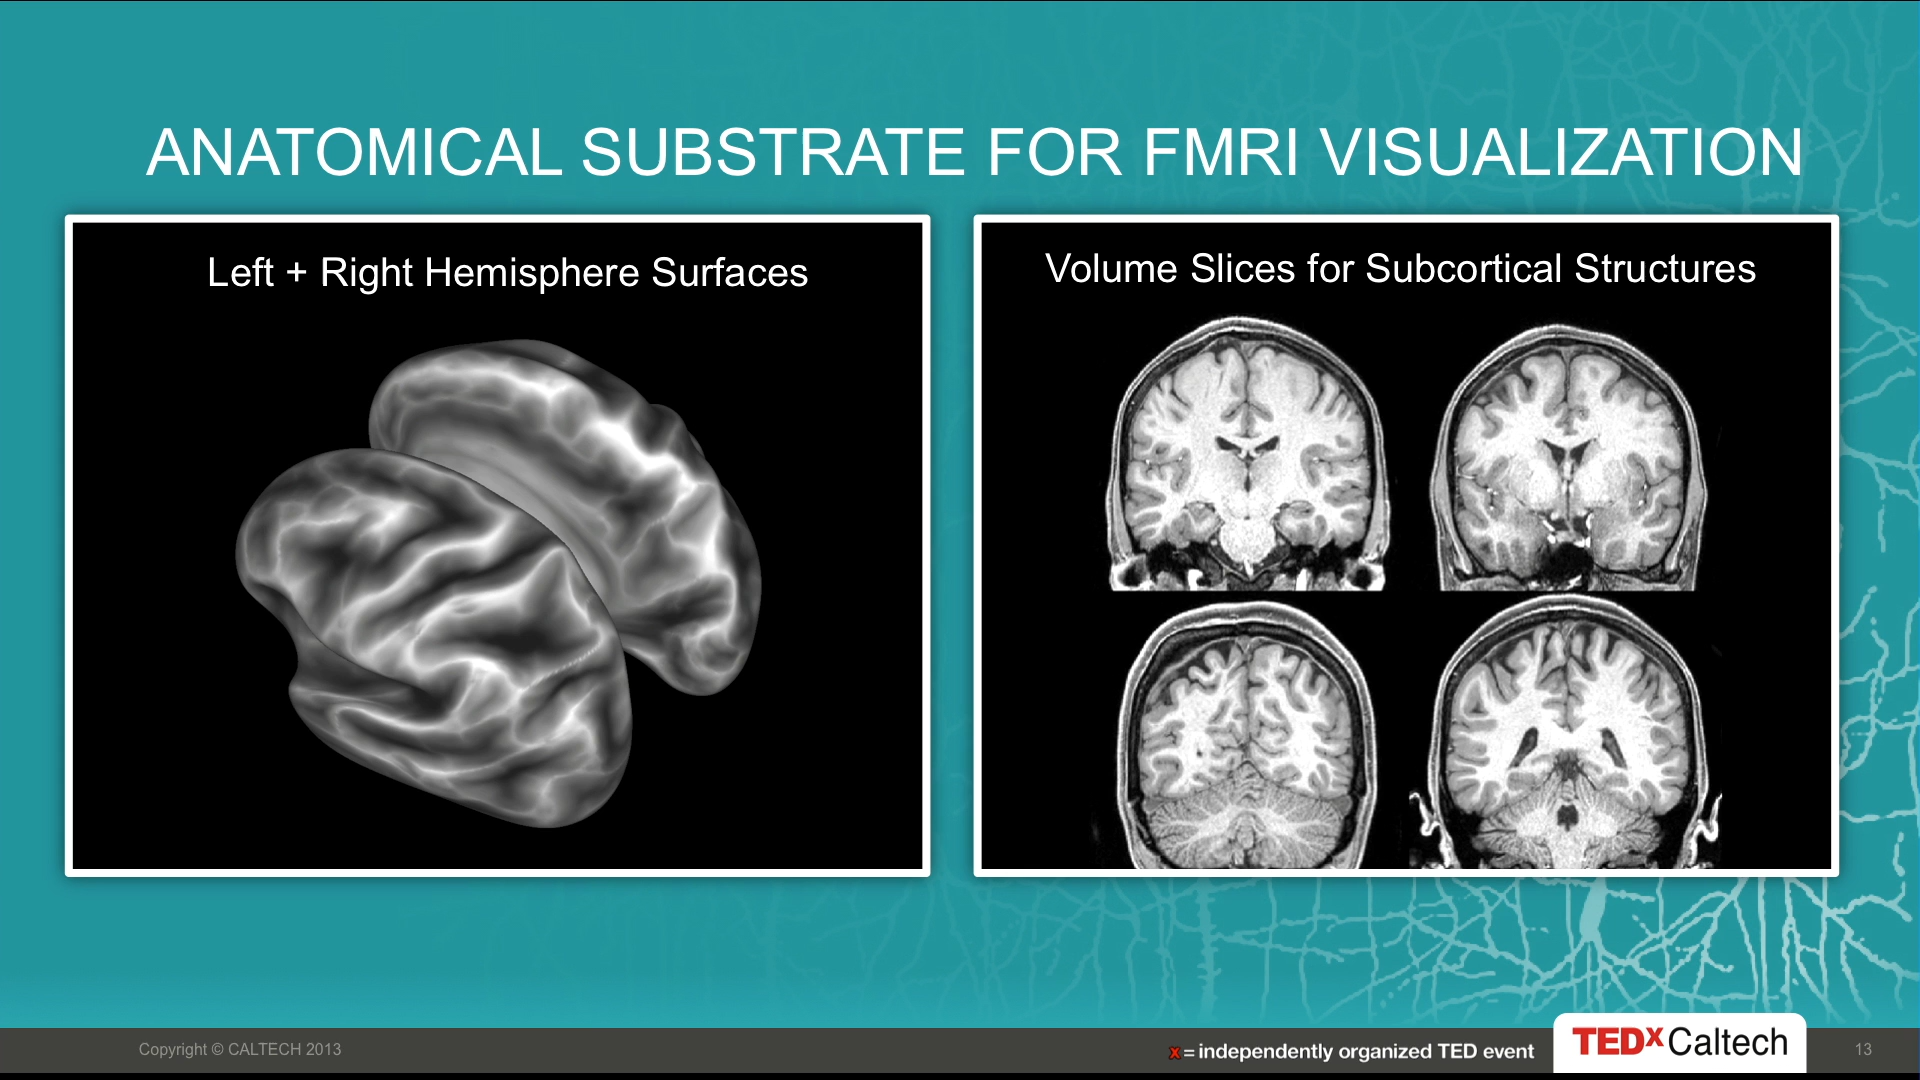 ANATOMICAL SUBSTRATE FOR FMRI VISUALIZATION
Left + Right Hemisphere Surfaces
Volume Slices for Subcortical Structures
Copyright © CALTECH 2013
x = independently organized TED event
TEDxCaltech
13